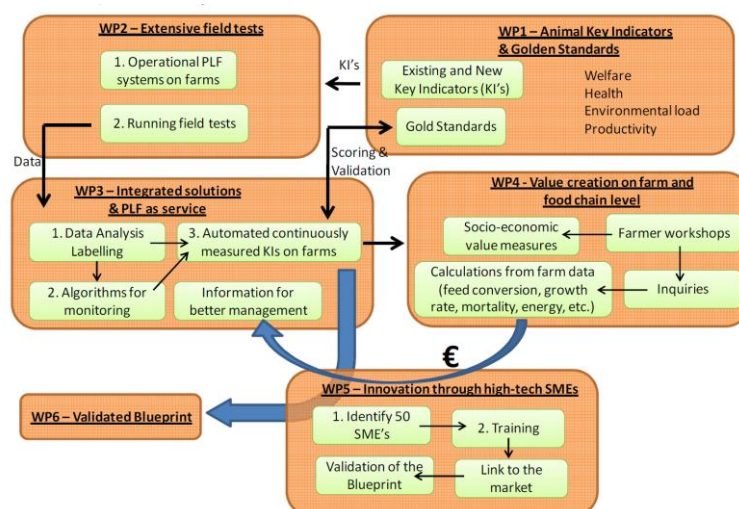 WP2 – Extensive field tests
1. Operational PLF
systems on farms
2. Running field tests
KI's
WP1 – Animal Key Indicators
& Golden Standards
Existing and New
Key Indicators (KI's)
Gold Standards
Welfare
Health
Environmental load
Productivity
Data
Scoring &
Validation
WP3 – Integrated solutions
& PLF as service
1. Data Analysis
Labelling
2. Algorithms for
monitoring
3. Automated continuously
measured KIs on farms
Information for
better management
WP4 - Value creation on farm and
food chain level
Socio-economic
value measures
Farmer workshops
Calculations from farm data
(feed conversion, growth
rate, mortality, energy, etc.)
Inquiries
€
WP5 – Innovation through high-tech SMEs
1. Identify 50
SME's
2. Training
Validation of the
Blueprint
Link to the
market
WP6 – Validated Blueprint